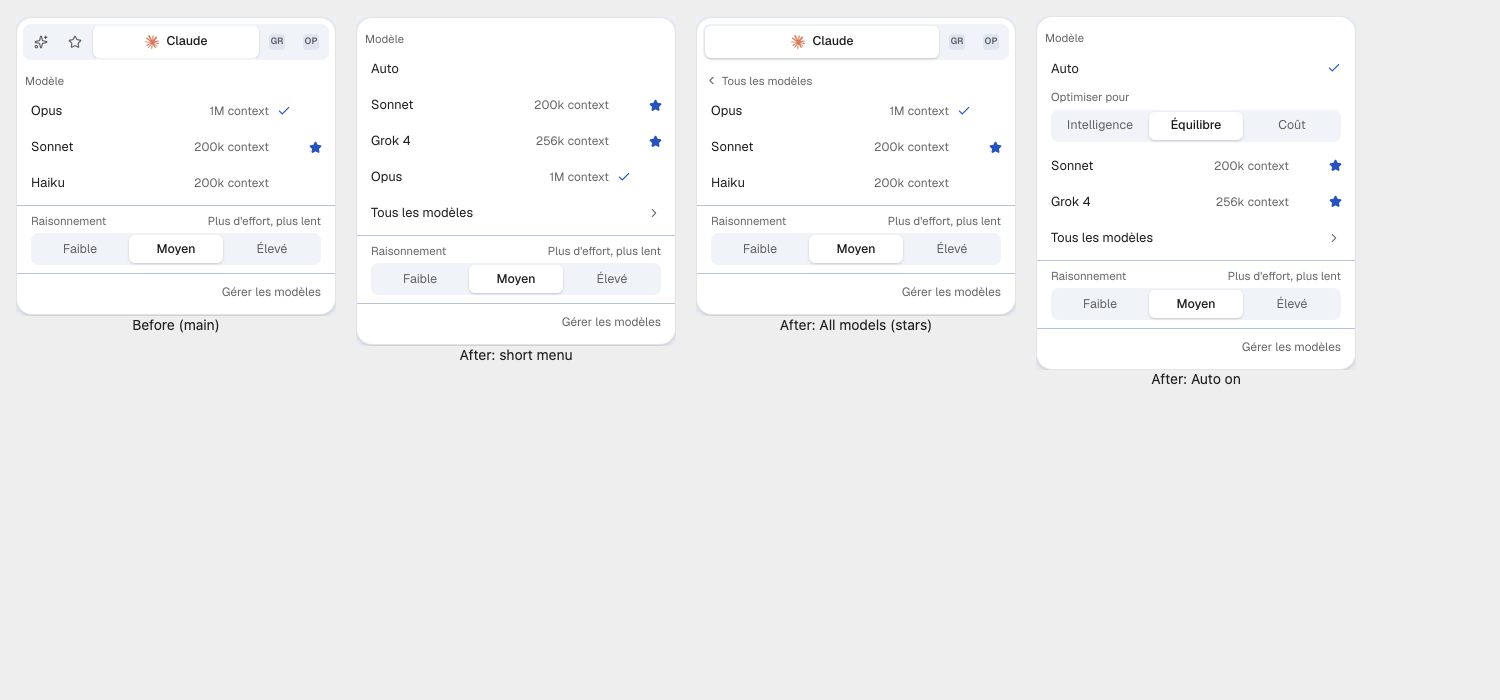 Claude GR OP
Modèle
Opus 1M context
Sonnet 200k context
Haiku 200k context
Raisonnement Plus d'effort, plus lent
Faible Moyen Élevé
Gérer les modèles
Before (main)
Modèle
Auto
Sonnet 200k context
Grok 4 256k context
Opus 1M context
Tous les modèles
Raisonnement Plus d'effort, plus lent
Faible Moyen Élevé
Gérer les modèles
After: short menu
Claude GR OP
Tous les modèles
Opus 1M context
Sonnet 200k context
Haiku 200k context
Raisonnement Plus d'effort, plus lent
Faible Moyen Élevé
Gérer les modèles
After: All models (stars)
Modèle
Auto
Optimiser pour
Intelligence Équilibre Coût
Sonnet 200k context
Grok 4 256k context
Tous les modèles
Raisonnement Plus d'effort, plus lent
Faible Moyen Élevé
Gérer les modèles
After: Auto on